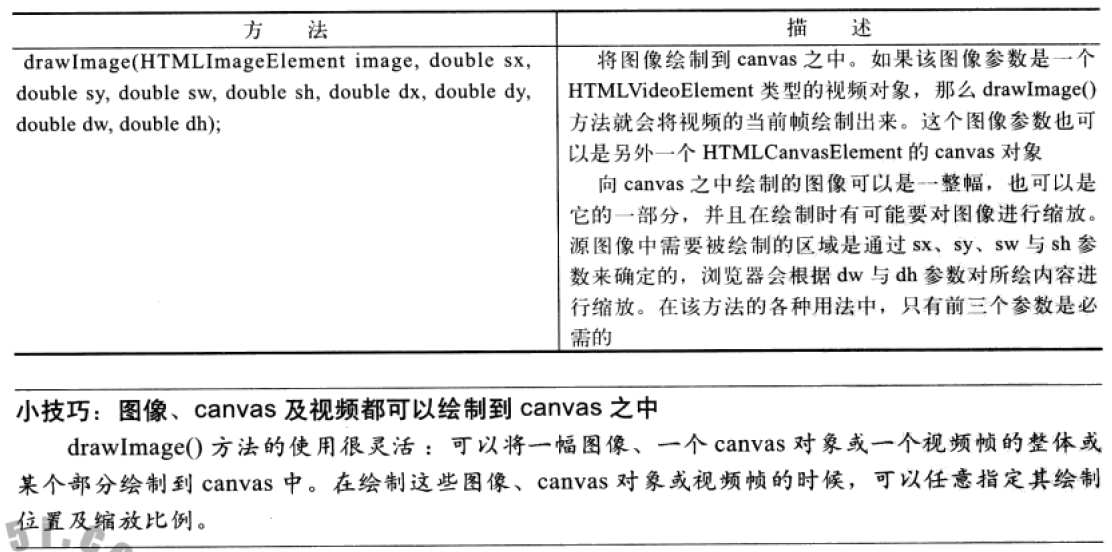 方 法
描 述
drawImage(HTMLImageElement image, double sx,
double sy, double sw, double sh, double dx, double dy,
double dw, double dh);
将图像绘制到 canvas 之中。如果该图像参数是一个
HTMLVideoElement 类型的视频对象，那么 drawImage()
方法就会将视频的当前帧绘制出来。这个图像参数也可
以是另外一个 HTMLCanvasElement 的 canvas 对象
向 canvas 之中绘制的图像可以是一整幅，也可以是
它的一部分，并且在绘制时有可能要对图像进行缩放。
源图像中需要被绘制的区域是通过 sx、sy、sw 与 sh 参
数来确定的，浏览器会根据 dw 与 dh 参数对所绘内容进
行缩放。在该方法的各种用法中，只有前三个参数是必
需的
小技巧：图像、canvas 及视频都可以绘制到 canvas 之中
drawImage() 方法的使用很灵活：可以将一幅图像、一个 canvas 对象或一个视频帧的整体或
某个部分绘制到 canvas 中。在绘制这些图像、canvas 对象或视频帧的时候，可以任意指定其绘制
位置及缩放比例。